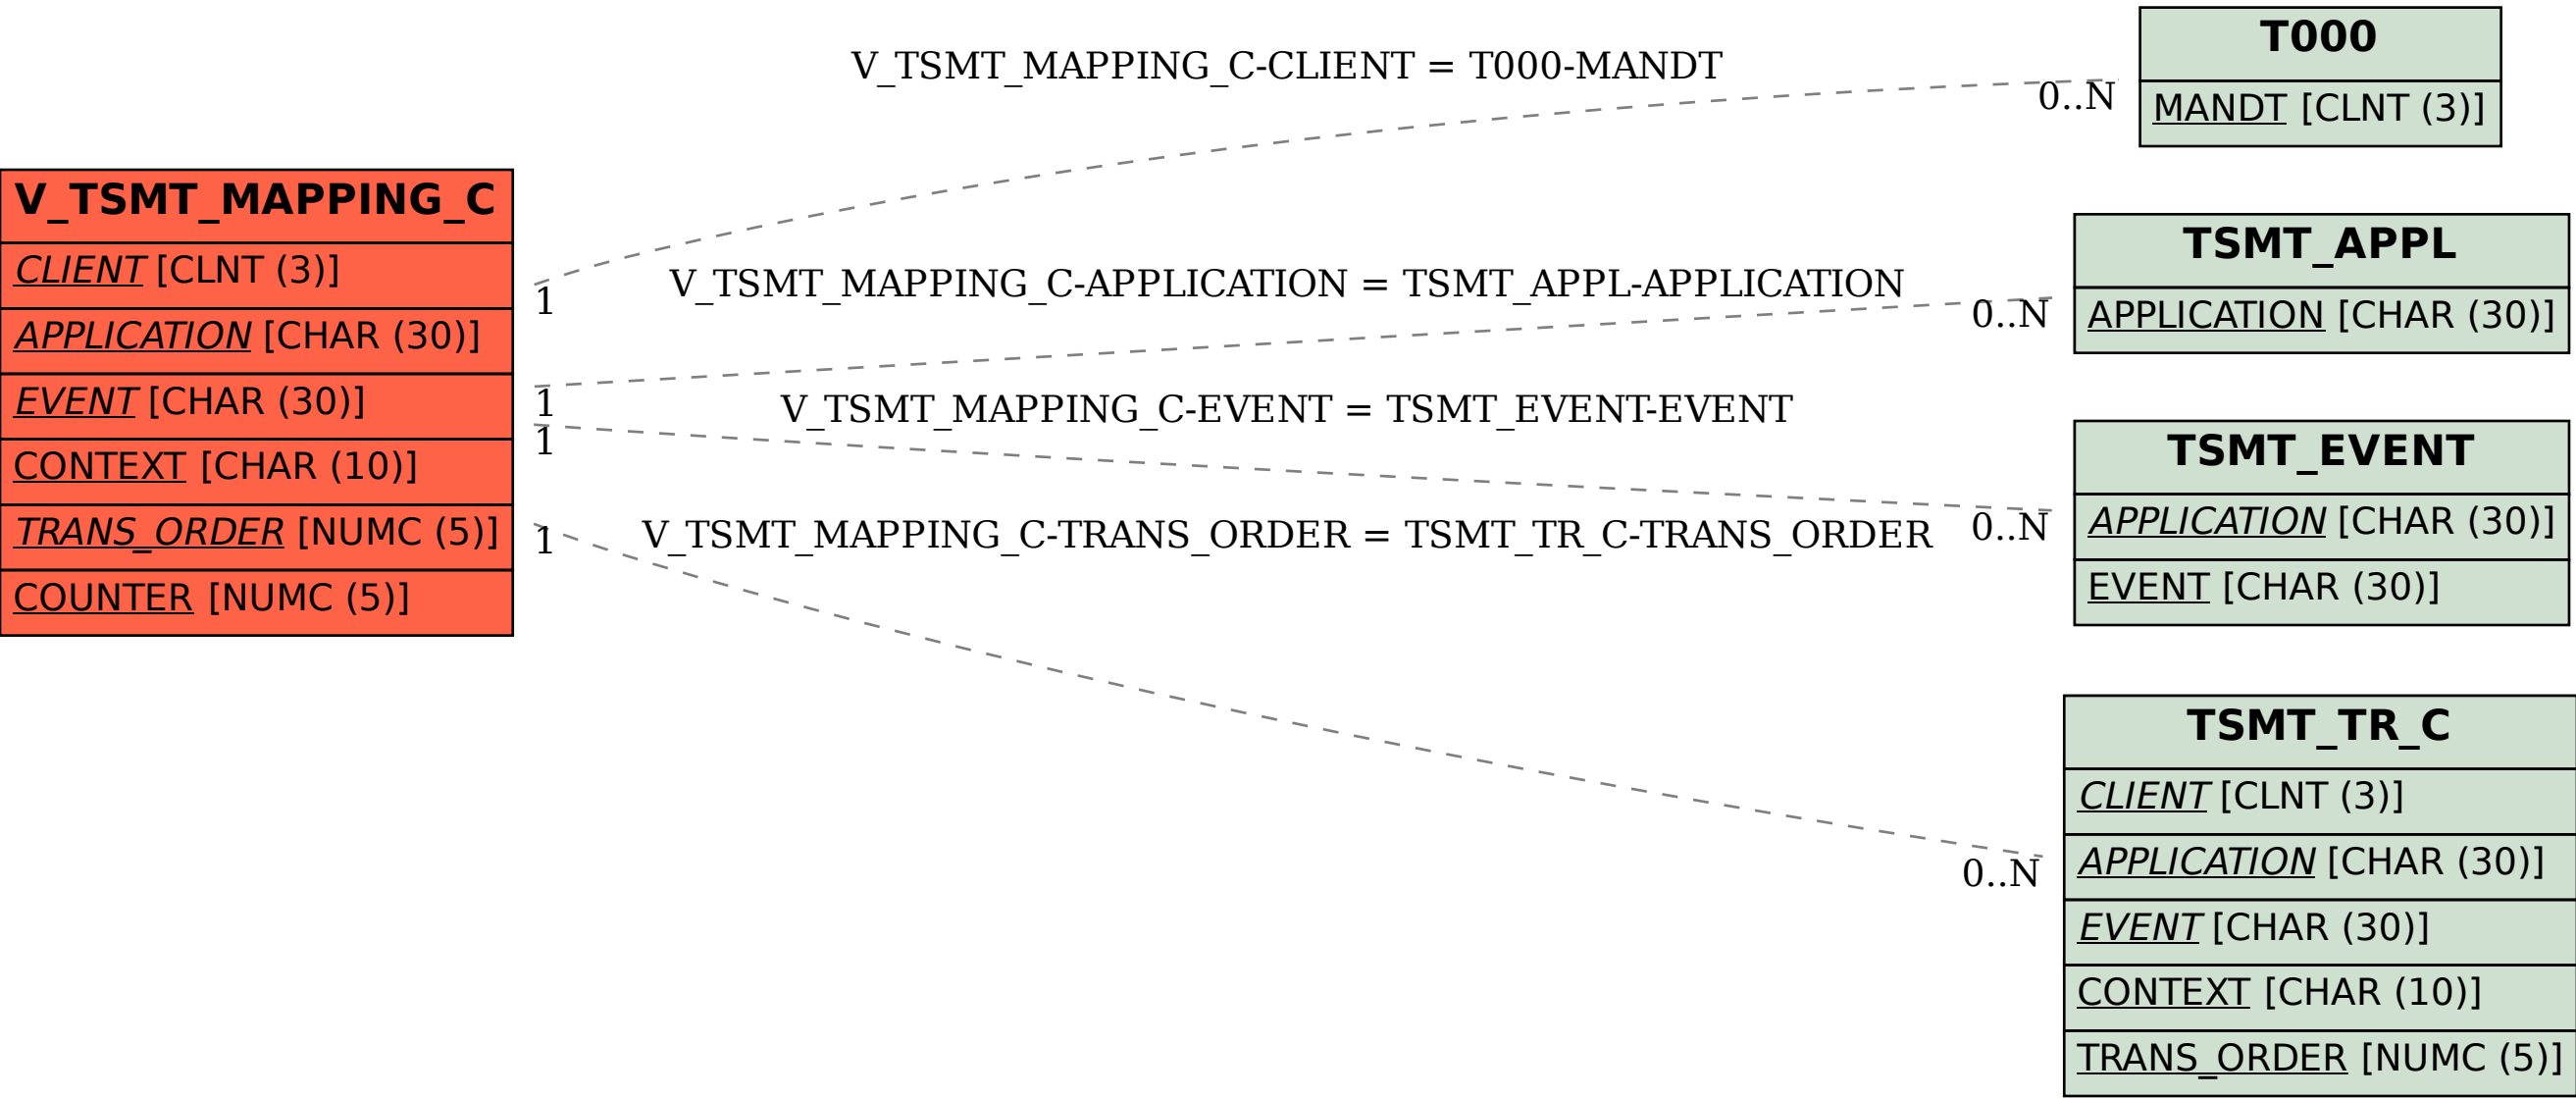 V_TSMT_MAPPING_C
CLIENT [CLNT (3)]
APPLICATION [CHAR (30)]
EVENT [CHAR (30)]
CONTEXT [CHAR (10)]
TRANS_ORDER [NUMC (5)]
COUNTER [NUMC (5)]
V_TSMT_MAPPING_C-CLIENT = T000-MANDT
1
0..N
V_TSMT_MAPPING_C-APPLICATION = TSMT_APPL-APPLICATION
1
0..N
V_TSMT_MAPPING_C-EVENT = TSMT_EVENT-EVENT
1
0..N
V_TSMT_MAPPING_C-TRANS_ORDER = TSMT_TR_C-TRANS_ORDER
1
0..N
T000
MANDT [CLNT (3)]
TSMT_APPL
APPLICATION [CHAR (30)]
TSMT_EVENT
APPLICATION [CHAR (30)]
EVENT [CHAR (30)]
TSMT_TR_C
CLIENT [CLNT (3)]
APPLICATION [CHAR (30)]
EVENT [CHAR (30)]
CONTEXT [CHAR (10)]
TRANS_ORDER [NUMC (5)]